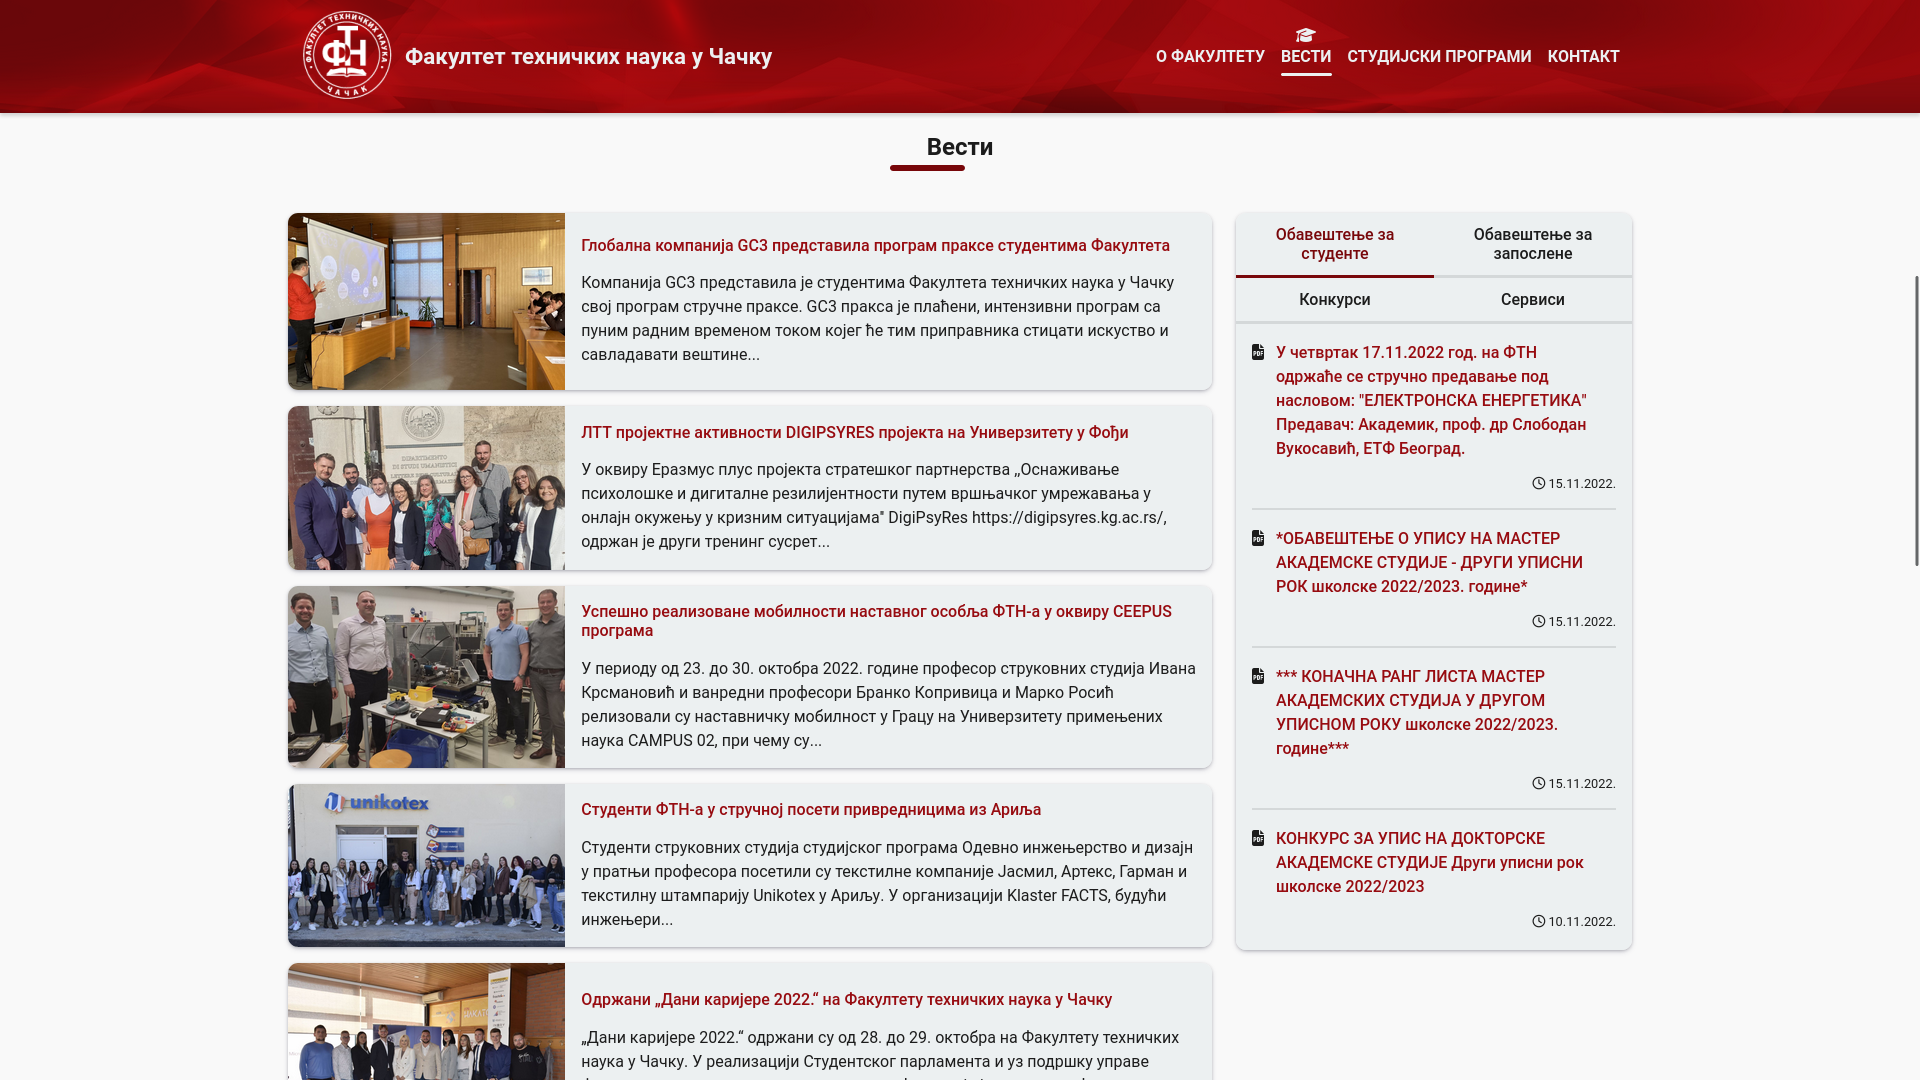 Факултет техничких наука у Чачку
О ФАКУЛТЕТУ
ВЕСТИ
СТУДИЈСКИ ПРОГРАМИ
КОНТАКТ
Вести
Глобална компанија GC3 представила програм праксе студентима Факултета
Компанија GC3 представила је студентима Факултета техничких наука у Чачку
свој програм стручне праксе. GC3 пракса је плаћени, интензивни програм са
пуним радним временом током којег ће тим приправника стицати искуство и
савладавати вештине...
ЛТТ пројектне активности DIGIPSYRES пројекта на Универзитету у Фођи
У оквиру Еразмус плус пројекта стратешког партнерства ,,Оснаживање
психолошке и дигиталне резилијентности путем вршњачког умрежавања у
онлајн окужењу у кризним ситуацијама" DigiPsyRes https://digipsyres.kg.ac.rs/,
одржан је други тренинг сусрет...
Успешно реализоване мобилности наставног особља ФТН-а у оквиру CEEPUS
програма
У периоду од 23. до 30. октобра 2022. године професор струковних студија Ивана
Крсмановић и ванредни професори Бранко Копривица и Марко Росић
релизовали су наставничку мобилност у Грацу на Универзитету примењених
наука CAMPUS 02, при чему су...
unikotex
Студенти ФТН-а у стручној посети привредницима из Ариља
Студенти струковних студија студијског програма Одевно инжењерство и дизајн
у пратњи професора посетили су текстилне компаније Јасмил, Артекс, Гарман и
текстилну штампарију Unikotex у Ариљу. У организацији Klaster FACTS, будући
инжењери...
Одржани „Дани каријере 2022.“ на Факултету техничких наука у Чачку
„Дани каријере 2022.“ одржани су од 28. до 29. октобра на Факултету техничких
наука у Чачку. У реализацији Студентског парламента и уз подршку управе
Обавештење за
студенте
Обавештење за
запослене
Конкурси
Сервиси
У четвртак 17.11.2022 год. на ФТН
одржаће се стручно предавање под
насловом: "ЕЛЕКТРОНСКА ЕНЕРГЕТИКА"
Предавач: Академик, проф. др Слободан
Вукосавић, ЕТФ Београд.
15.11.2022.
*ОБАВЕШТЕЊЕ О УПИСУ НА МАСТЕР
АКАДЕМСКЕ СТУДИЈЕ - ДРУГИ УПИСНИ
РОК школске 2022/2023. године*
15.11.2022.
*** КОНАЧНА РАНГ ЛИСТА МАСТЕР
АКАДЕМСКИХ СТУДИЈА У ДРУГОМ
УПИСНОМ РОКУ школске 2022/2023.
године***
15.11.2022.
КОНКУРС ЗА УПИС НА ДОКТОРСКЕ
АКАДЕМСКЕ СТУДИЈЕ Други уписни рок
школске 2022/2023
10.11.2022.